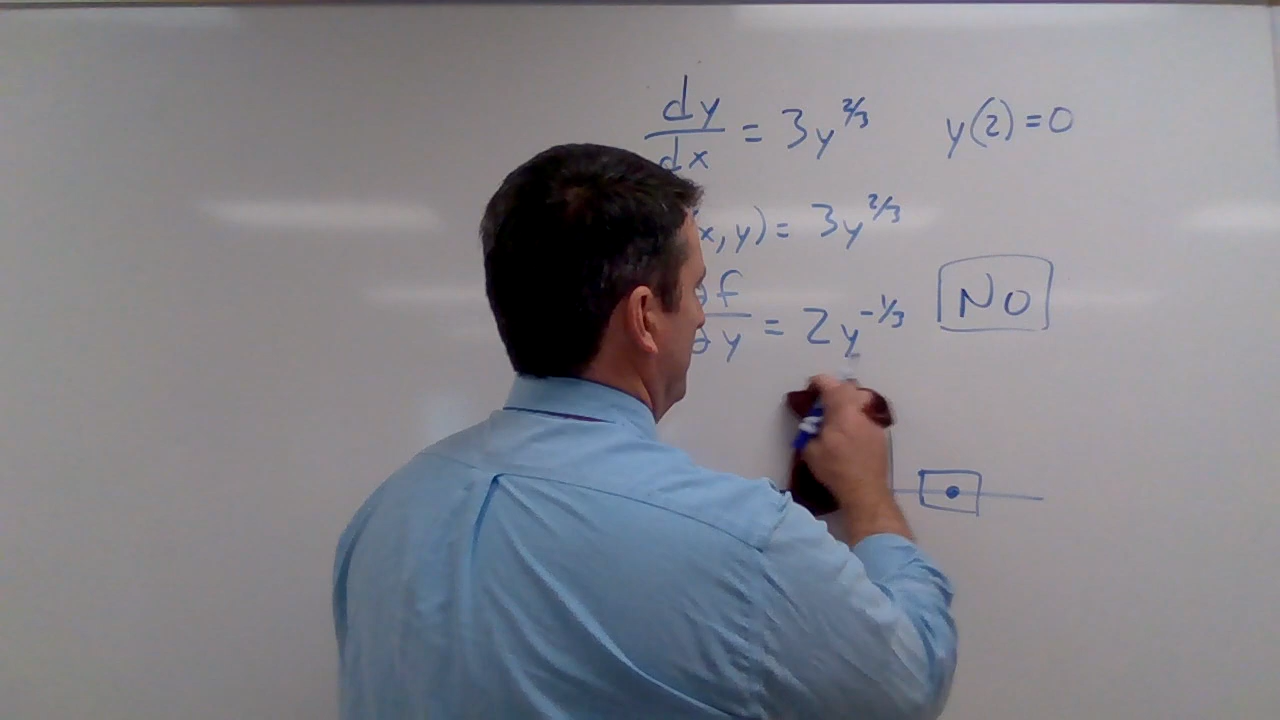 dy/dx = 3y^2/3 y(2) = 0
x, y) = 3y^2/3
∂f/∂y = 2y^-1/3 NO